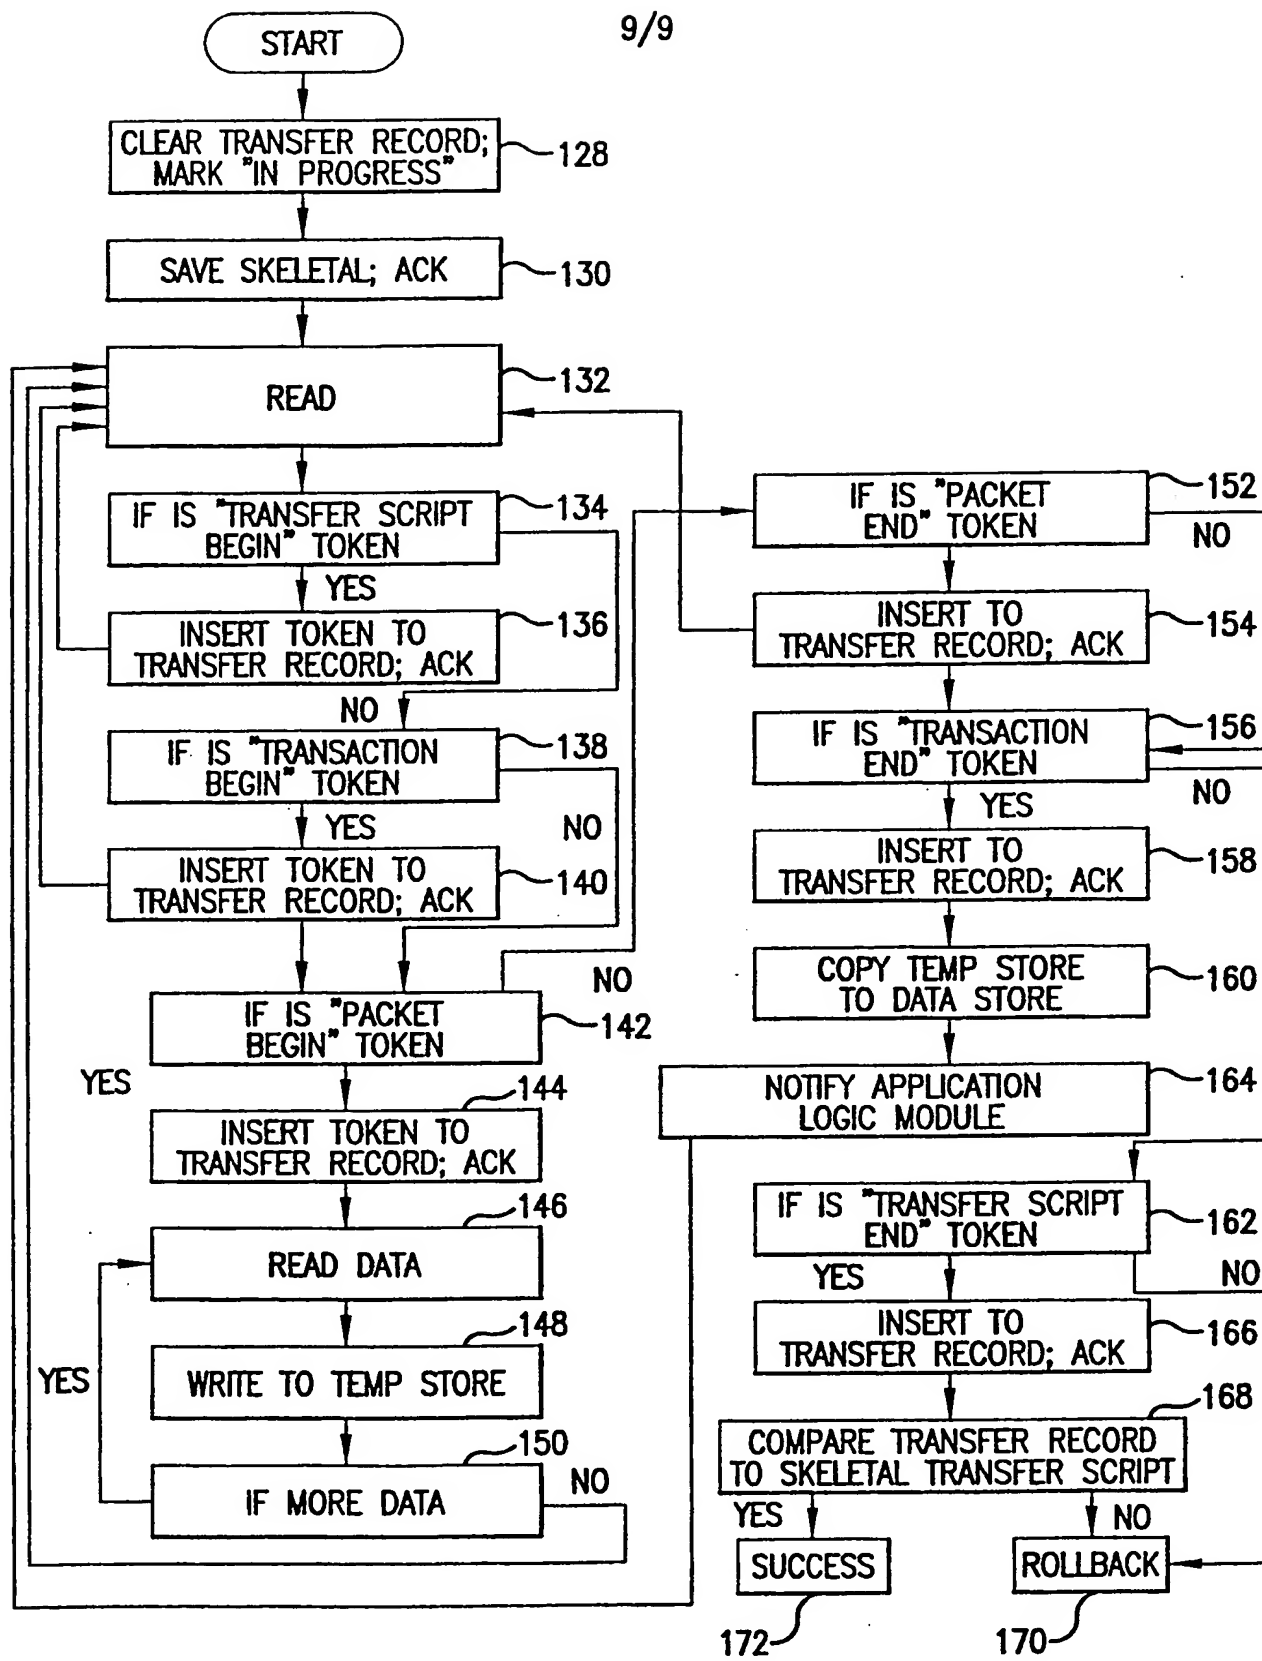 9/9
START
CLEAR TRANSFER RECORD;
MARK "IN PROGRESS"
128
SAVE SKELETAL; ACK
130
READ
132
IF IS "TRANSFER SCRIPT
BEGIN" TOKEN
134
YES
INSERT TOKEN TO
TRANSFER RECORD; ACK
136
NO
IF IS "TRANSACTION
BEGIN" TOKEN
138
YES
NO
INSERT TOKEN TO
TRANSFER RECORD; ACK
140
NO
IF IS "PACKET
BEGIN" TOKEN
142
YES
144
INSERT TOKEN TO
TRANSFER RECORD; ACK
146
READ DATA
148
WRITE TO TEMP STORE
YES
150
IF MORE DATA
NO
IF IS "PACKET
END" TOKEN
152
NO
INSERT TO
TRANSFER RECORD; ACK
154
IF IS "TRANSACTION
END" TOKEN
156
NO
YES
INSERT TO
TRANSFER RECORD; ACK
158
COPY TEMP STORE
TO DATA STORE
160
NOTIFY APPLICATION
LOGIC MODULE
164
IF IS "TRANSFER SCRIPT
END" TOKEN
162
YES
NO
INSERT TO
TRANSFER RECORD; ACK
166
168
COMPARE TRANSFER RECORD
TO SKELETAL TRANSFER SCRIPT
YES
NO
SUCCESS
ROLLBACK
172
170